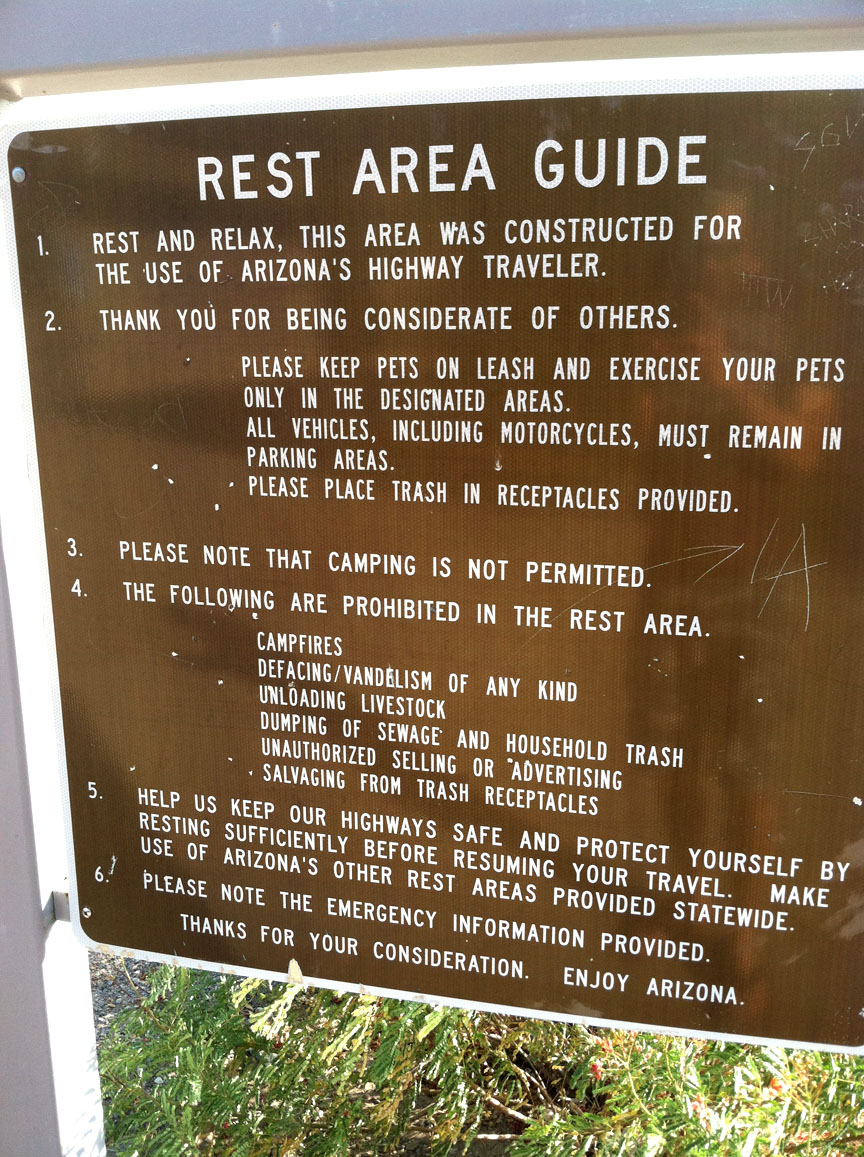 REST AREA GUIDE
1. REST AND RELAX, THIS AREA WAS CONSTRUCTED FOR
THE USE OF ARIZONA'S HIGHWAY TRAVELER.
2. THANK YOU FOR BEING CONSIDERATE OF OTHERS.
PLEASE KEEP PETS ON LEASH AND EXERCISE YOUR PETS
ONLY IN THE DESIGNATED AREAS.
ALL VEHICLES, INCLUDING MOTORCYCLES, MUST REMAIN IN
PARKING AREAS.
PLEASE PLACE TRASH IN RECEPTACLES PROVIDED.
3. PLEASE NOTE THAT CAMPING IS NOT PERMITTED.
LA
4. THE FOLLOWING ARE PROHIBITED IN THE REST AREA.
CAMPFIRES
DEFACING/VANDELISM OF ANY KIND
UNLOADING LIVESTOCK
DUMPING OF SEWAGE AND HOUSEHOLD TRASH
UNAUTHORIZED SELLING OR ADVERTISING
SALVAGING FROM TRASH RECEPTACLES
5. HELP US KEEP OUR HIGHWAYS SAFE AND PROTECT YOURSELF BY
RESTING SUFFICIENTLY BEFORE RESUMING YOUR TRAVEL. MAKE
USE OF ARIZONA'S OTHER REST AREAS PROVIDED STATEWIDE.
6. PLEASE NOTE THE EMERGENCY INFORMATION PROVIDED.
THANKS FOR YOUR CONSIDERATION. ENJOY ARIZONA.